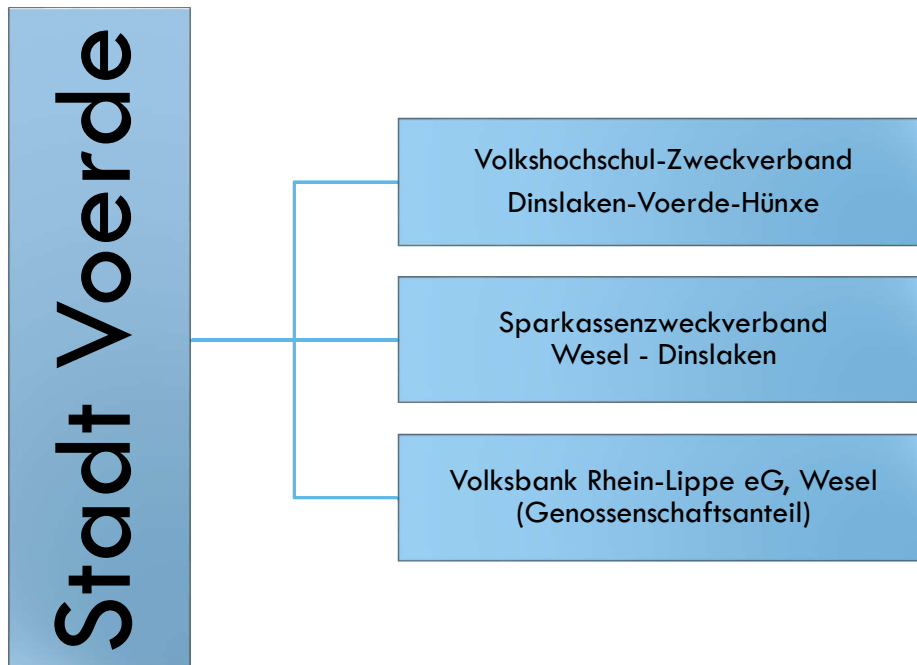 Stadt Voerde
Volkshochschul-Zweckverband
Dinslaken-Voerde-Hünxe
Sparkassenzweckverband
Wesel - Dinslaken
Volksbank Rhein-Lippe eG, Wesel
(Genossenschaftsanteil)